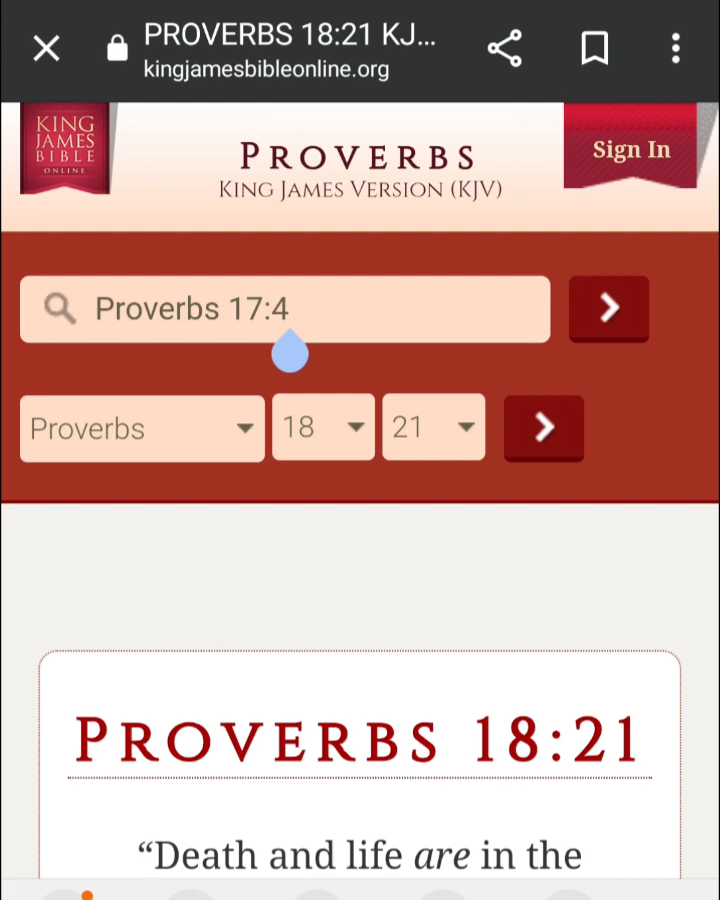 PROVERBS 18:21 KJ...
kingjamesbibleonline.org
KING
JAMES
BIBLE
ONLINE
PROVERBS
KING JAMES VERSION (KJV)
Sign In
Proverbs 17:4
Proverbs
18
21
PROVERBS 18:21
“Death and life are in the